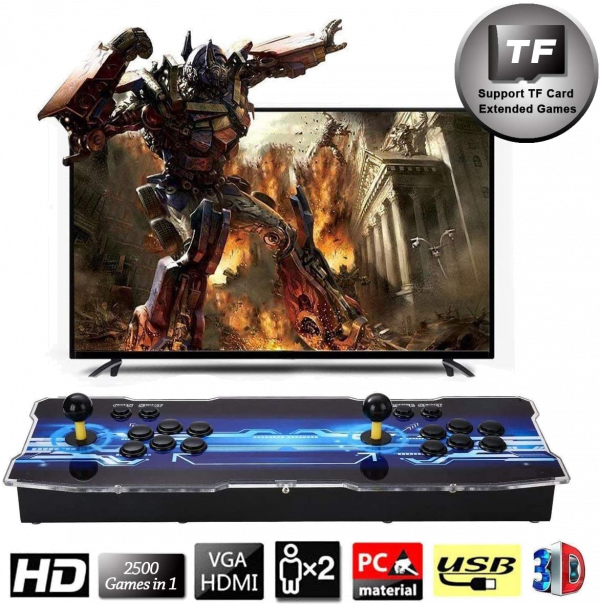 TF
Support TF Card
Extended Games
HD
2500
Games in 1
VGA
HDMI
×2
PC
material
USB
3D